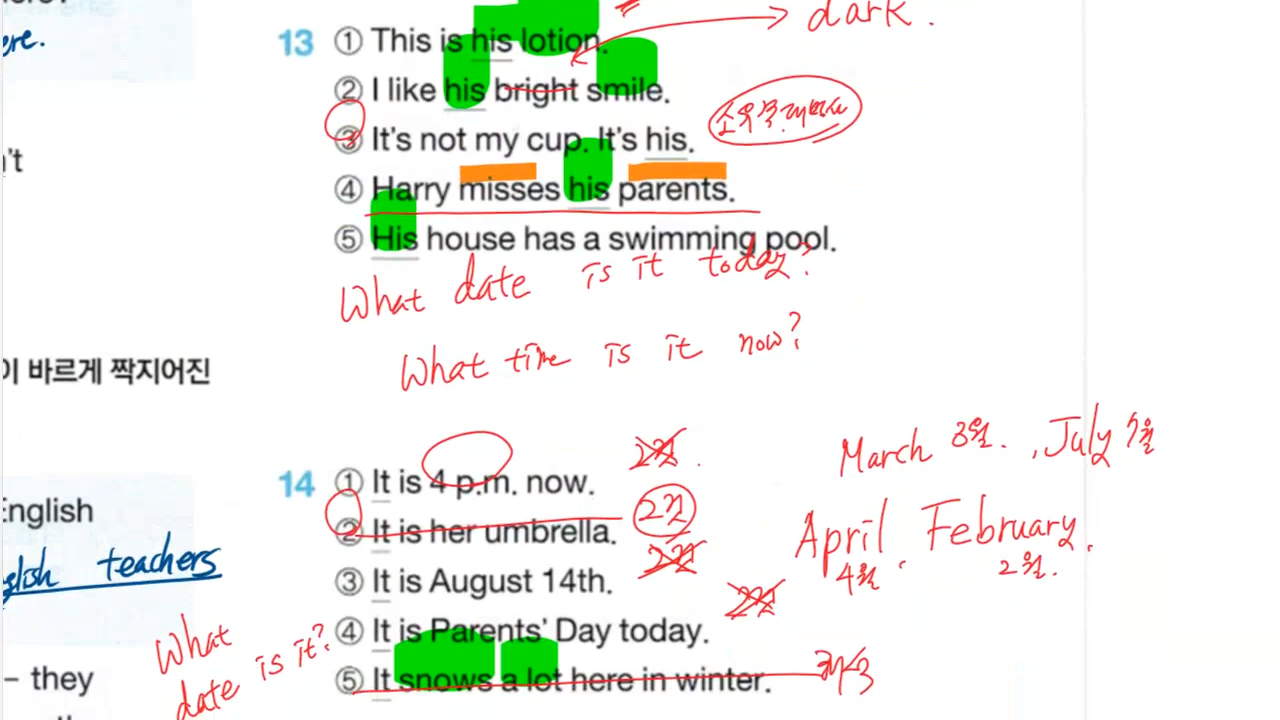 dark.
ere.
13 ① This is his lotion.
② I like his bright smile.
③ It's not my cup. It's his.
소유대명사
④ Harry misses his parents.
⑤ His house has a swimming pool.
What date is it today?
't
What time is it now?
이 바르게 짝지어진
March 3월. , July 7월
14 ① It is 4 p.m. now.
② It is her umbrella.
그것
English
April 4월. February 2월.
glish teachers
③ It is August 14th.
④ It is Parents' Day today.
What date is it?
⑤ It snows a lot here in winter.
– they